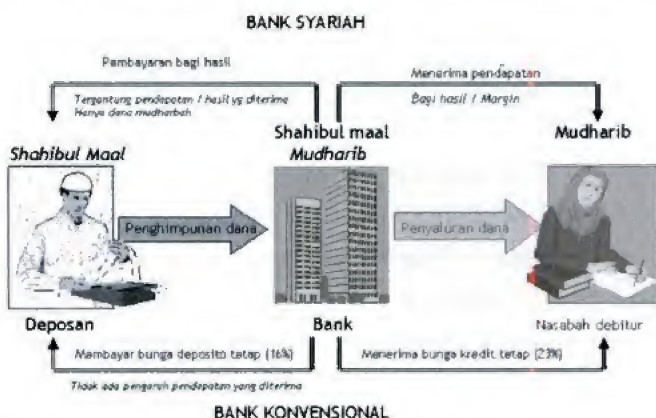 BANK SYARIAH
Pembayaran bagi hasil
Menerima pendapatan
Tergantung pendapatan / hasil yg diterima
Hanya dana mudharbah
Bagi hasil / Margin
Shahibul maal
Mudharib
Shahibul Maal
Mudharib
Penghimpunan dana
Penyaluran dana
Deposan
Bank
Nasabah debitur
Membayar bunga deposito tetap (16%)
Menerima bunga kredit tetap (23%)
Tidak ada pengaruh pendapatan yang diterima
BANK KONVENSIONAL